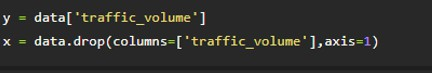 y = data['traffic_volume']
x = data.drop(columns=['traffic_volume'],axis=1)